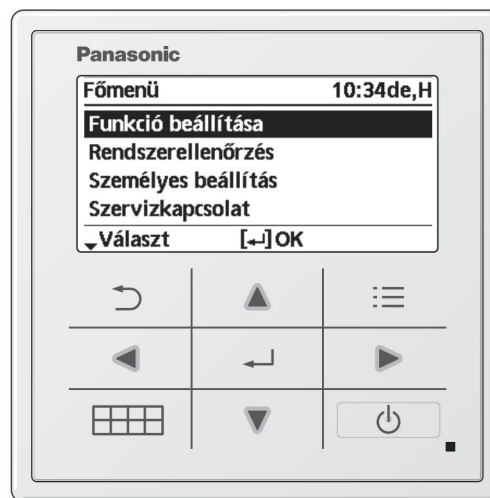 Panasonic
Főmenü 10:34de,H
Funkció beállítása
Rendszerellenőrzés
Személyes beállítás
Szervizkapcsolat
Választ [↵] OK